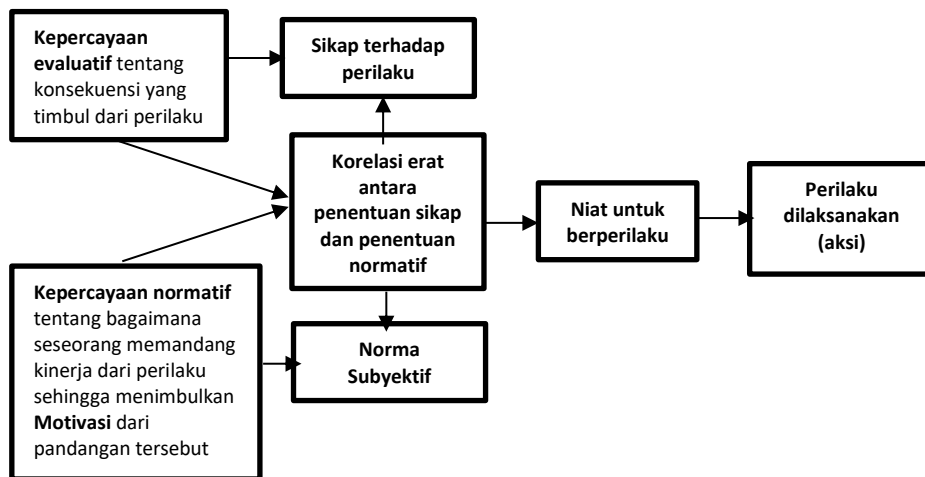 Kepercayaan
evaluatif tentang
konsekuensi yang
timbul dari perilaku
Sikap terhadap
perilaku
Korelasi erat
antara
penentuan sikap
dan penentuan
normatif
Niat untuk
berperilaku
Perilaku
dilaksanakan
(aksi)
Kepercayaan normatif
tentang bagaimana
seseorang memandang
kinerja dari perilaku
sehingga menimbulkan
Motivasi dari
pandangan tersebut
Norma
Subyektif